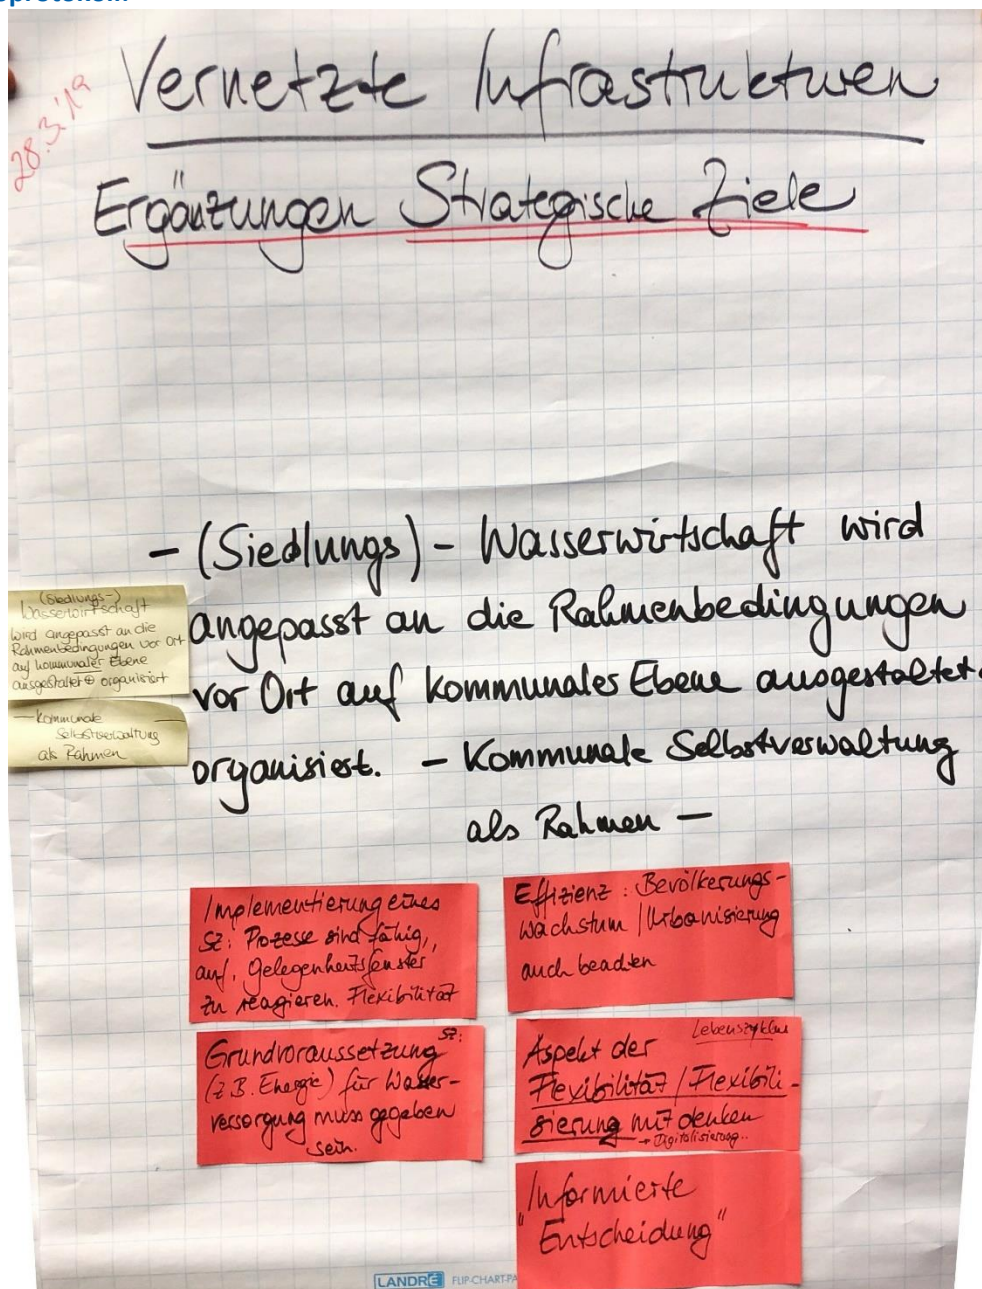 28.3.'19
Vernetzte Infrastrukturen
Ergänzungen Strategische Ziele
- (Siedlungs) - Wasserwirtschaft wird
angepasst an die Rahmenbedingungen
vor Ort auf kommunaler Ebene ausgestaltet.
organisiert. - Kommunale Selbstverwaltung
als Rahmen -
(Siedlungs-)
Wasserwirtschaft
wird angepasst an die
Rahmenbedingungen vor Ort
auf kommunaler Ebene
ausgestaltet + organisiert
- Kommunale -
Selbstverwaltung
als Rahmen
Implementierung eines
SZ: Prozesse sind fähig,
auf "Gelegenheitsfenster"
zu reagieren. Flexibilität
Effizienz: Bevölkerungs-
wachstum / Urbanisierung
auch beachten
SZ:
Grundvoraussetzung
(z.B. Energie) für Wasser-
versorgung muss gegeben
sein.
Lebenszyklus
Aspekt der
Flexibilität / Flexibili-
sierung mit denken
→ Digitalisierung..
Informierte
"Entscheidung"
LANDRÉ FLIP-CHART-PA